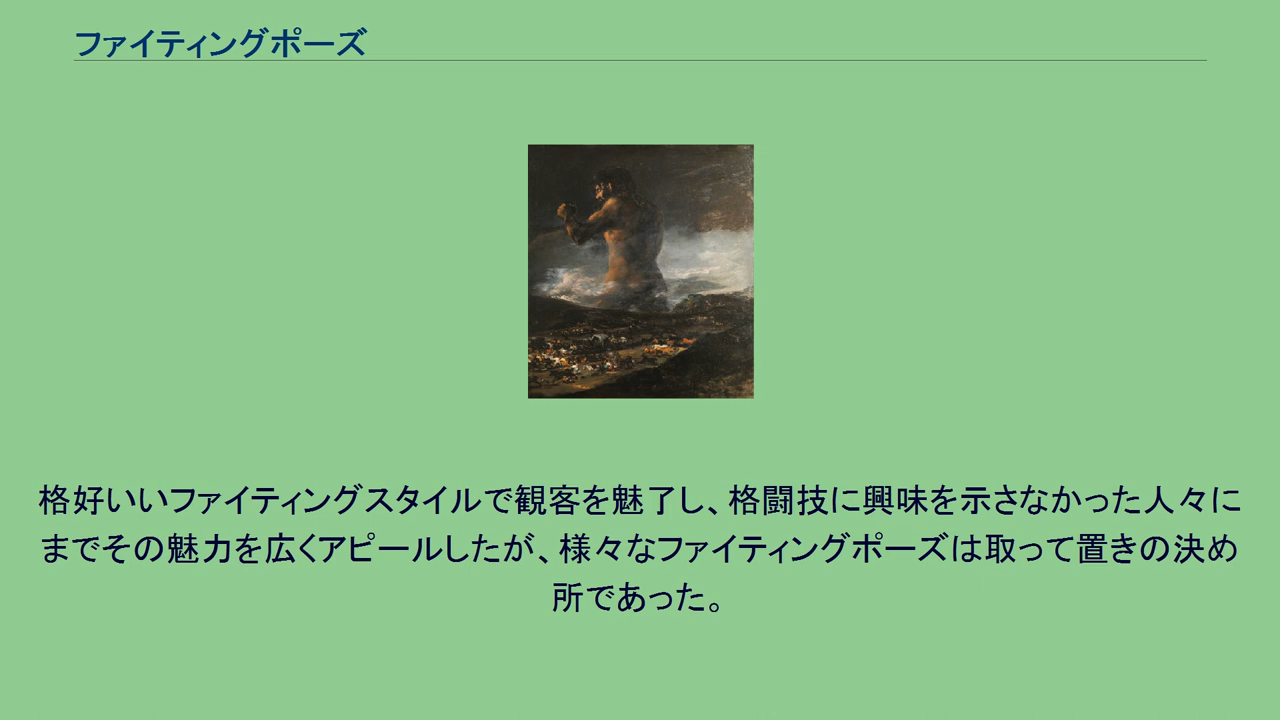 ファイティングポーズ
格好いいファイティングスタイルで観客を魅了し、格闘技に興味を示さなかった人々に
までその魅力を広くアピールしたが、様々なファイティングポーズは取って置きの決め
所であった。